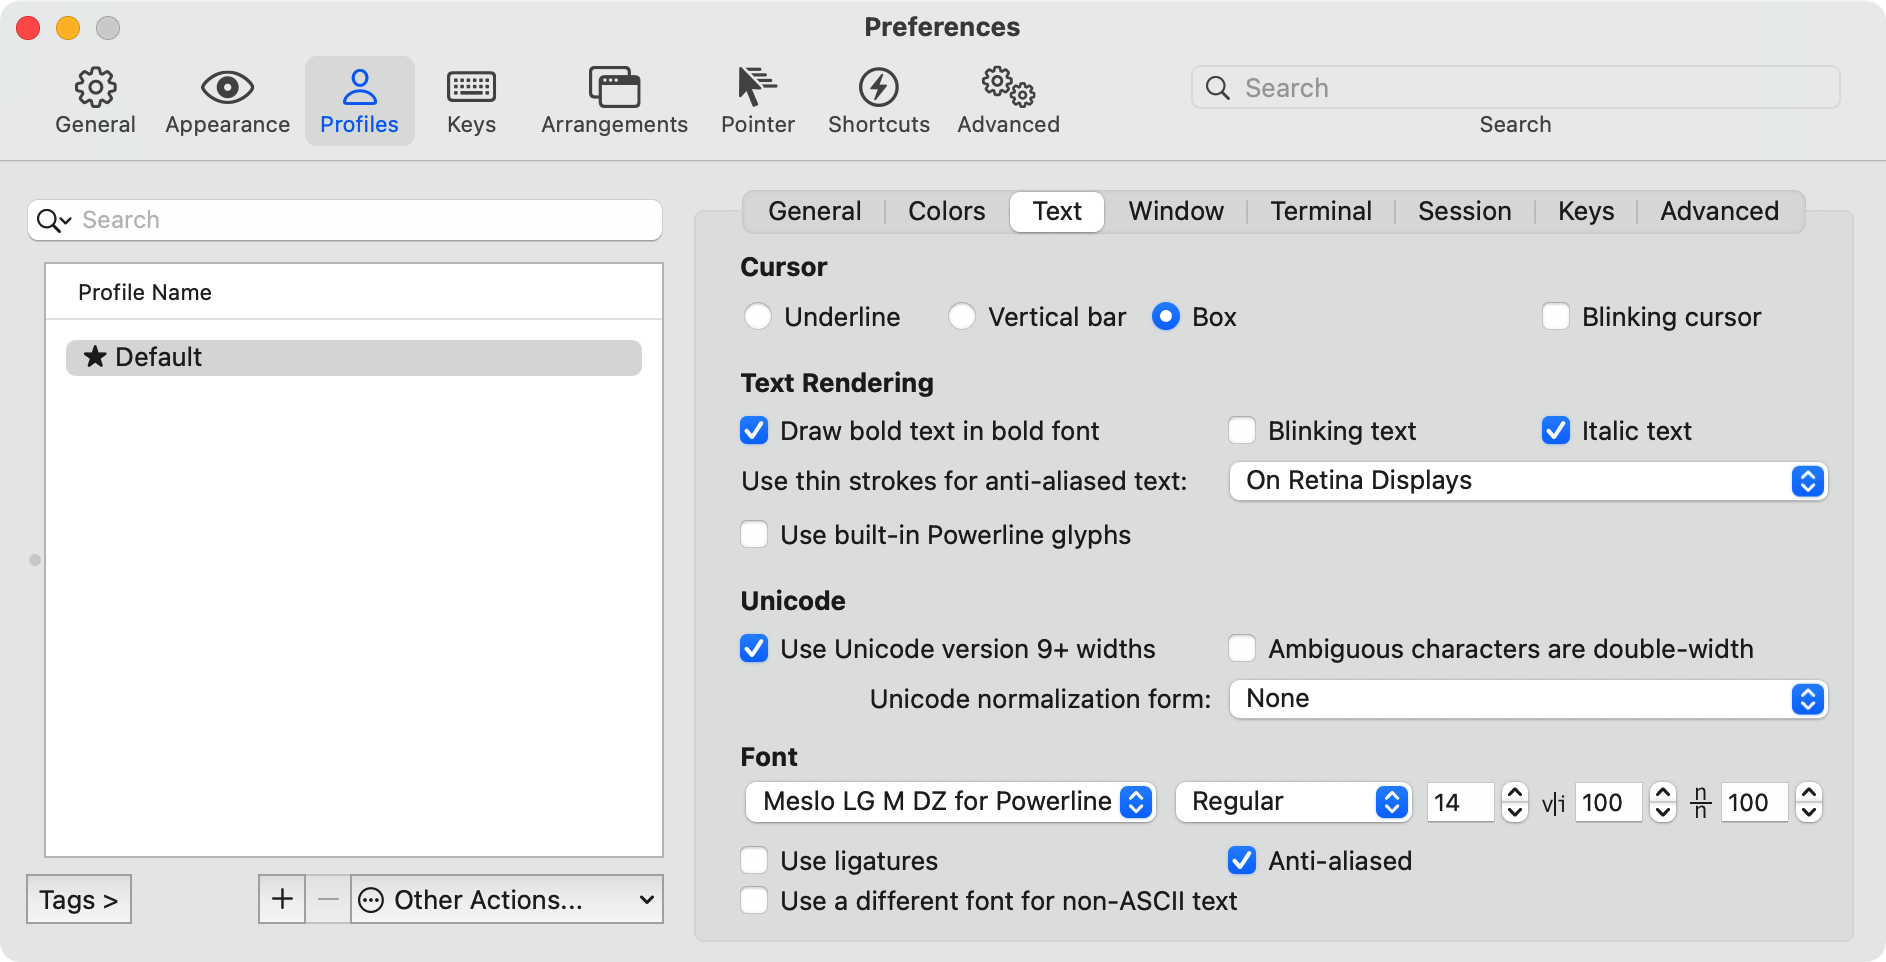 Preferences
General Appearance Profiles Keys Arrangements Pointer Shortcuts Advanced
Search
Search
Search
Profile Name
★ Default
Tags >
+ − Other Actions...
General Colors Text Window Terminal Session Keys Advanced
Cursor
Underline Vertical bar Box Blinking cursor
Text Rendering
Draw bold text in bold font Blinking text Italic text
Use thin strokes for anti-aliased text: On Retina Displays
Use built-in Powerline glyphs
Unicode
Use Unicode version 9+ widths Ambiguous characters are double-width
Unicode normalization form: None
Font
Meslo LG M DZ for Powerline Regular 14 v|i 100 n/n 100
Use ligatures Anti-aliased
Use a different font for non-ASCII text